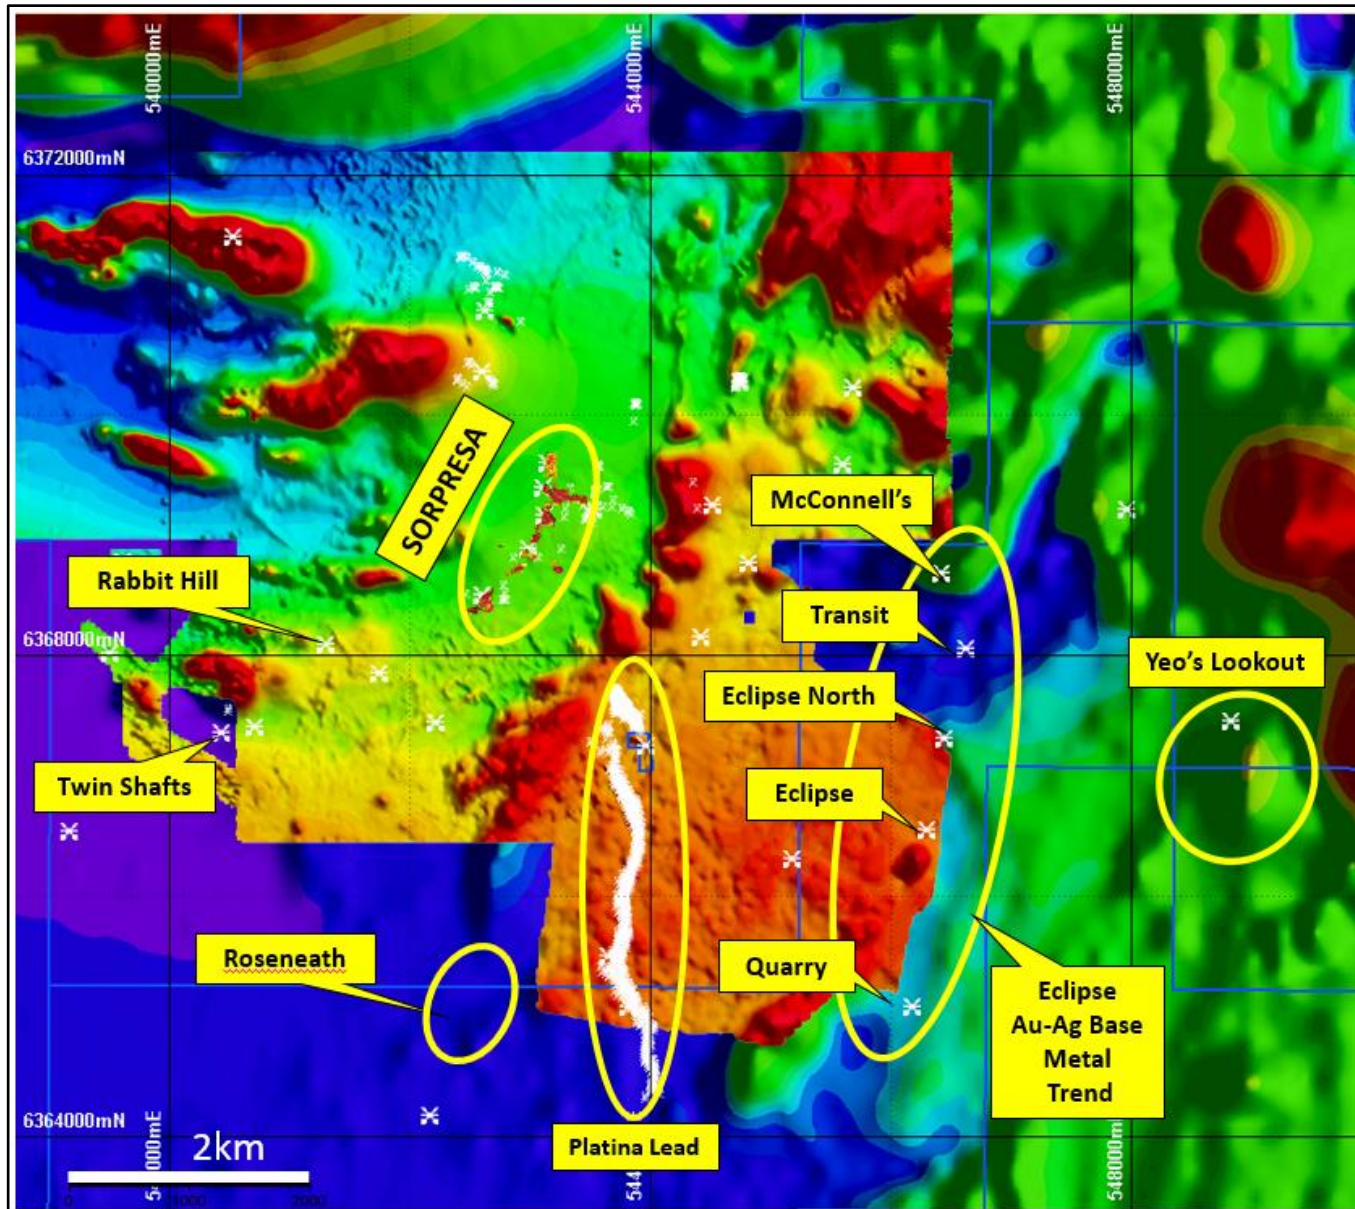 540000mE
544000mE
548000mE
6372000mN
SORPRESA
McConnell's
Rabbit Hill
Transit
6368000mN
Yeo's Lookout
Eclipse North
Twin Shafts
Eclipse
Roseneath
Quarry
Eclipse
Au-Ag Base
Metal
Trend
6364000mN
Platina Lead
2km
0 1000 2000